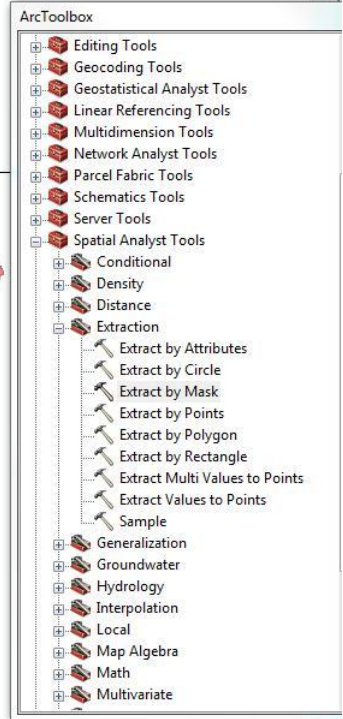 ArcToolbox
Editing Tools
Geocoding Tools
Geostatistical Analyst Tools
Linear Referencing Tools
Multidimension Tools
Network Analyst Tools
Parcel Fabric Tools
Schematics Tools
Server Tools
Spatial Analyst Tools
Conditional
Density
Distance
Extraction
Extract by Attributes
Extract by Circle
Extract by Mask
Extract by Points
Extract by Polygon
Extract by Rectangle
Extract Multi Values to Points
Extract Values to Points
Sample
Generalization
Groundwater
Hydrology
Interpolation
Local
Map Algebra
Math
Multivariate